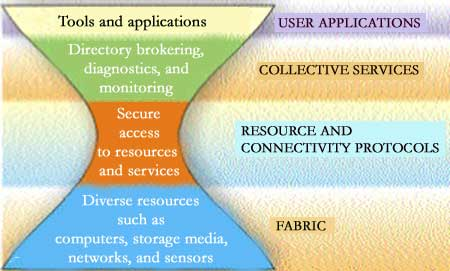 Tools and applications
USER APPLICATIONS
Directory brokering,
diagnostics, and
monitoring
COLLECTIVE SERVICES
Secure
access
to resources
and services
RESOURCE AND
CONNECTIVITY PROTOCOLS
Diverse resources
such as
computers, storage media,
networks, and sensors
FABRIC